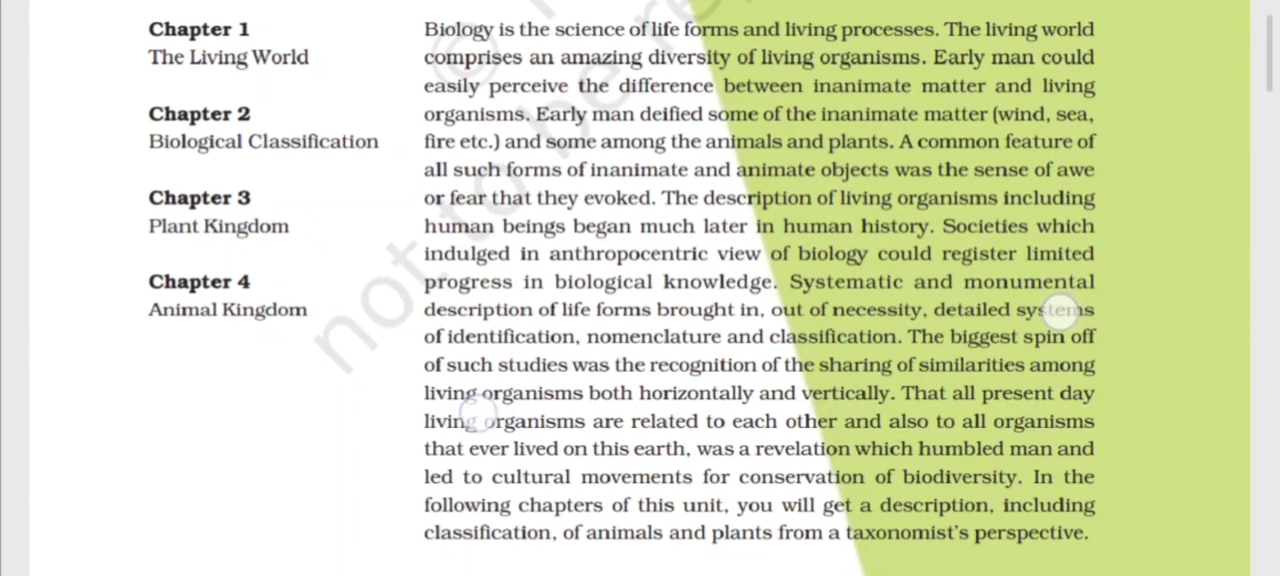 Chapter 1
The Living World
Chapter 2
Biological Classification
Chapter 3
Plant Kingdom
Chapter 4
Animal Kingdom
Biology is the science of life forms and living processes. The living world
comprises an amazing diversity of living organisms. Early man could
easily perceive the difference between inanimate matter and living
organisms. Early man deified some of the inanimate matter (wind, sea,
fire etc.) and some among the animals and plants. A common feature of
all such forms of inanimate and animate objects was the sense of awe
or fear that they evoked. The description of living organisms including
human beings began much later in human history. Societies which
indulged in anthropocentric view of biology could register limited
progress in biological knowledge. Systematic and monumental
description of life forms brought in, out of necessity, detailed systems
of identification, nomenclature and classification. The biggest spin off
of such studies was the recognition of the sharing of similarities among
living organisms both horizontally and vertically. That all present day
living organisms are related to each other and also to all organisms
that ever lived on this earth, was a revelation which humbled man and
led to cultural movements for conservation of biodiversity. In the
following chapters of this unit, you will get a description, including
classification, of animals and plants from a taxonomist's perspective.
©
not to be re